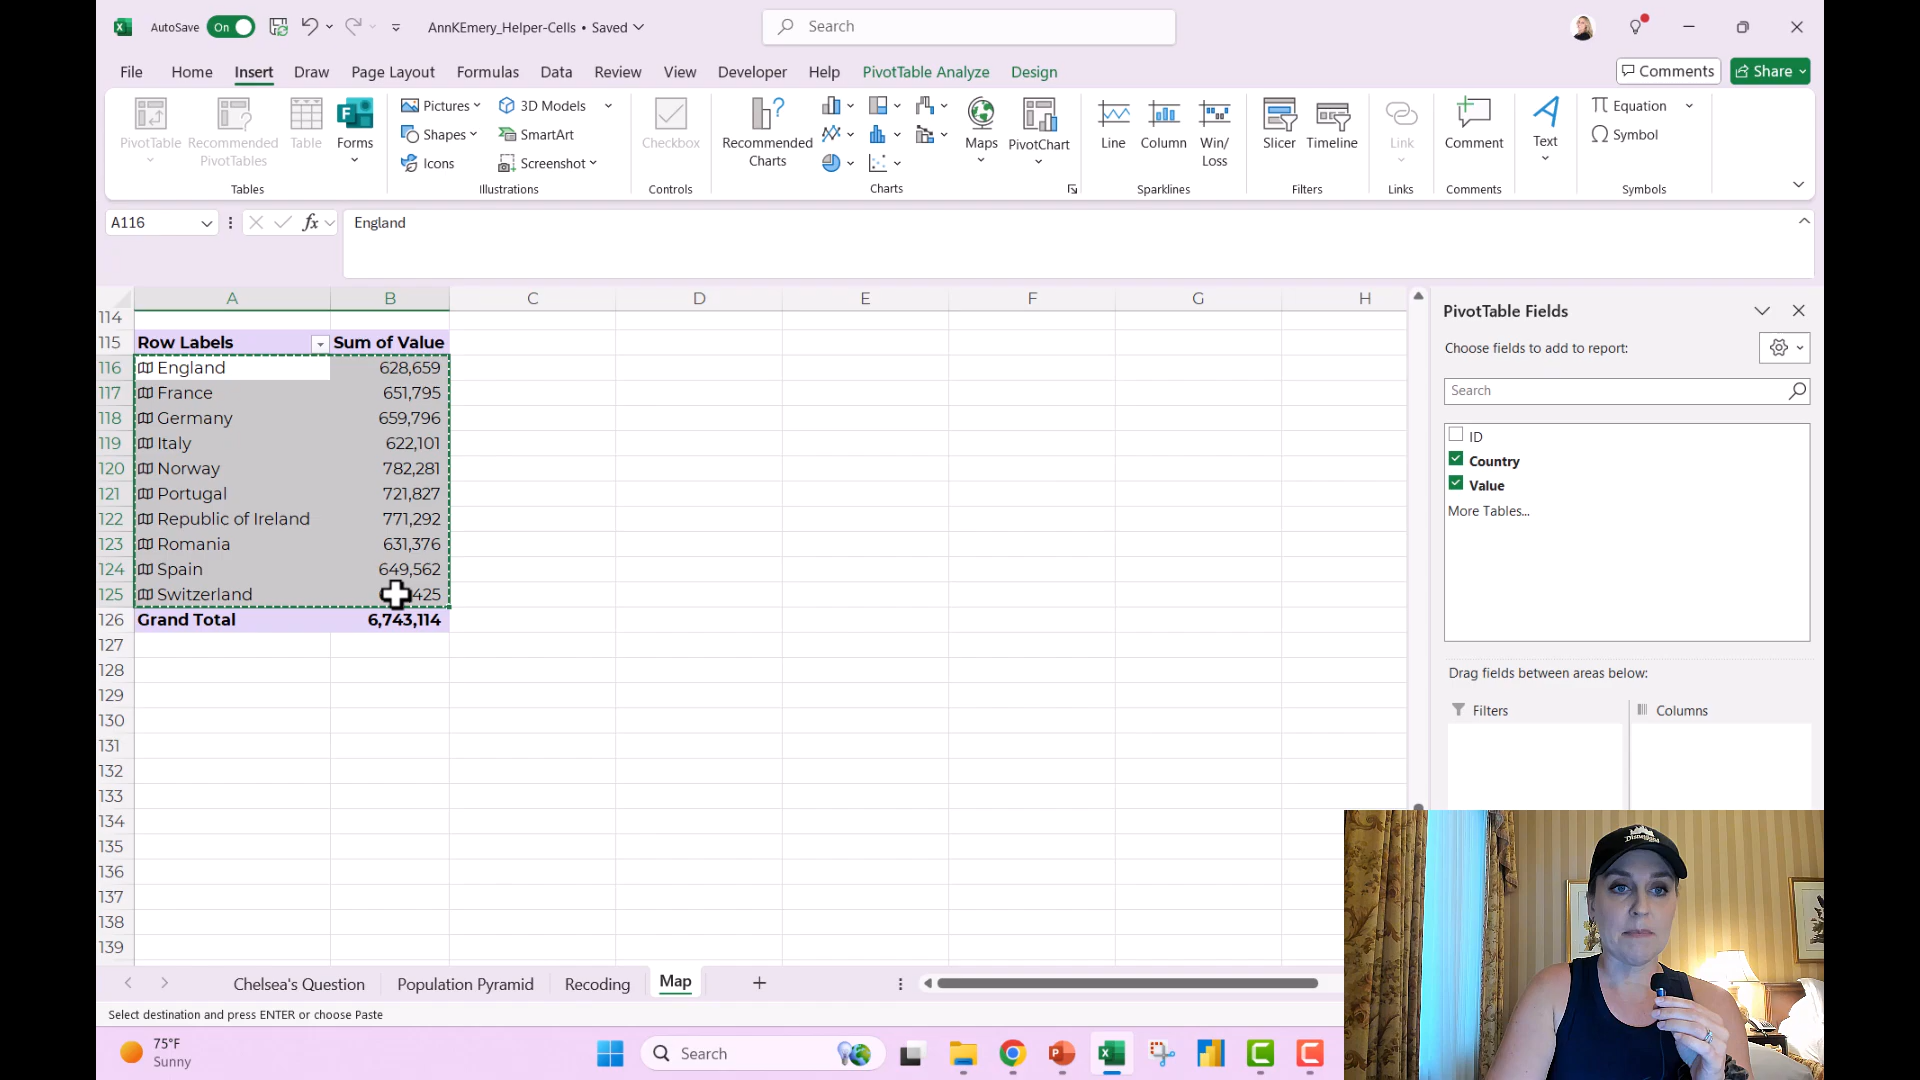 AutoSave On AnnKEmery_Helper-Cells • Saved Search
File Home Insert Draw Page Layout Formulas Data Review View Developer Help PivotTable Analyze Design Comments Share
PivotTable Recommended PivotTables Table Forms
Tables
Pictures 3D Models
Shapes SmartArt
Icons Screenshot
Illustrations
Checkbox
Controls
Recommended Charts Maps PivotChart
Charts
Line Column Win/Loss
Sparklines
Slicer Timeline
Filters
Link
Links
Comment
Comments
Text
Equation
Symbol
Symbols
A116 fx England
A B C D E F G H
114
115 Row Labels Sum of Value
116 England 628,659
117 France 651,795
118 Germany 659,796
119 Italy 622,101
120 Norway 782,281
121 Portugal 721,827
122 Republic of Ireland 771,292
123 Romania 631,376
124 Spain 649,562
125 Switzerland 425
126 Grand Total 6,743,114
127
128
129
130
131
132
133
134
135
136
137
138
139
PivotTable Fields
Choose fields to add to report:
Search
ID
Country
Value
More Tables...
Drag fields between areas below:
Filters Columns
Disneyland
Chelsea's Question Population Pyramid Recoding Map
Select destination and press ENTER or choose Paste
75°F
Sunny
Search